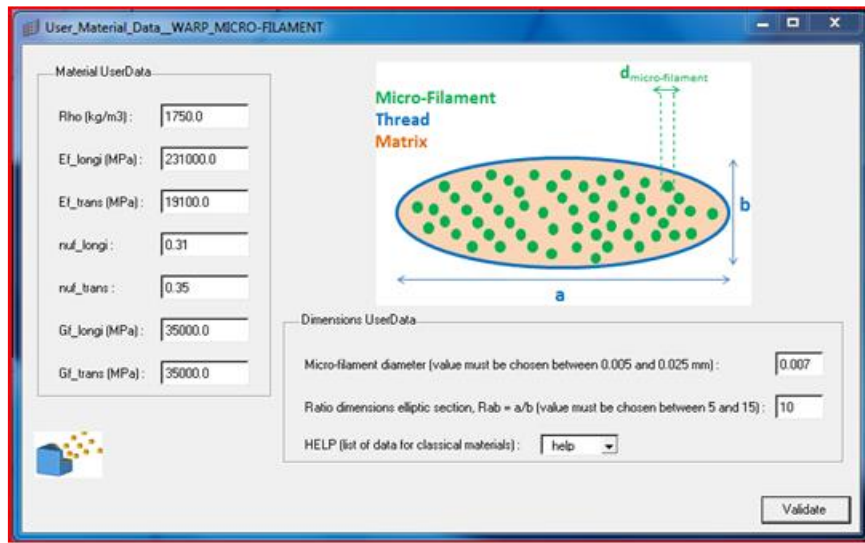 User_Material_Data__WARP_MICRO-FILAMENT
Material UserData
Rho (kg/m3) : 1750.0
Ef_longi (MPa) : 231000.0
Ef_trans (MPa) : 19100.0
nuf_longi : 0.31
nuf_trans : 0.35
Gf_longi (MPa) : 35000.0
Gf_trans (MPa) : 35000.0
d micro-filament
Micro-Filament
Thread
Matrix
b
a
Dimensions UserData
Micro-filament diameter (value must be chosen between 0.005 and 0.025 mm) : 0.007
Ratio dimensions elliptic section, Rab = a/b (value must be chosen between 5 and 15) : 10
HELP (list of data for classical materials) : help
Validate